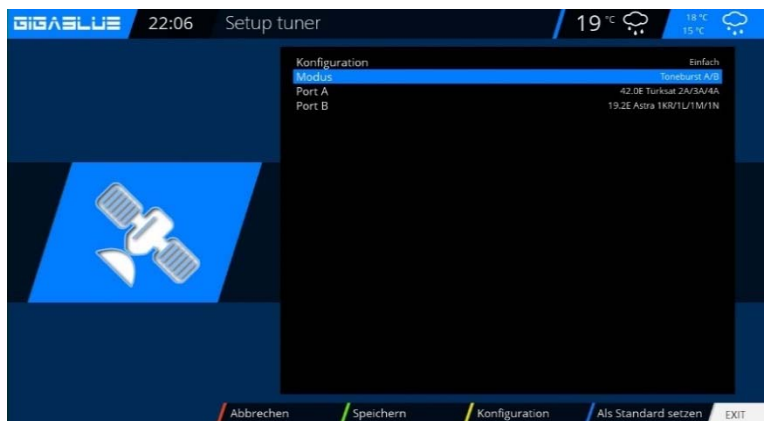 GIGABLUE 22:06 Setup tuner 19 °C 18 °C
15 °C
Konfiguration Einfach
Modus Toneburst A/B
Port A 42.0E Turksat 2A/3A/4A
Port B 19.2E Astra 1KR/1L/1M/1N
Abbrechen Speichern Konfiguration Als Standard setzen EXIT